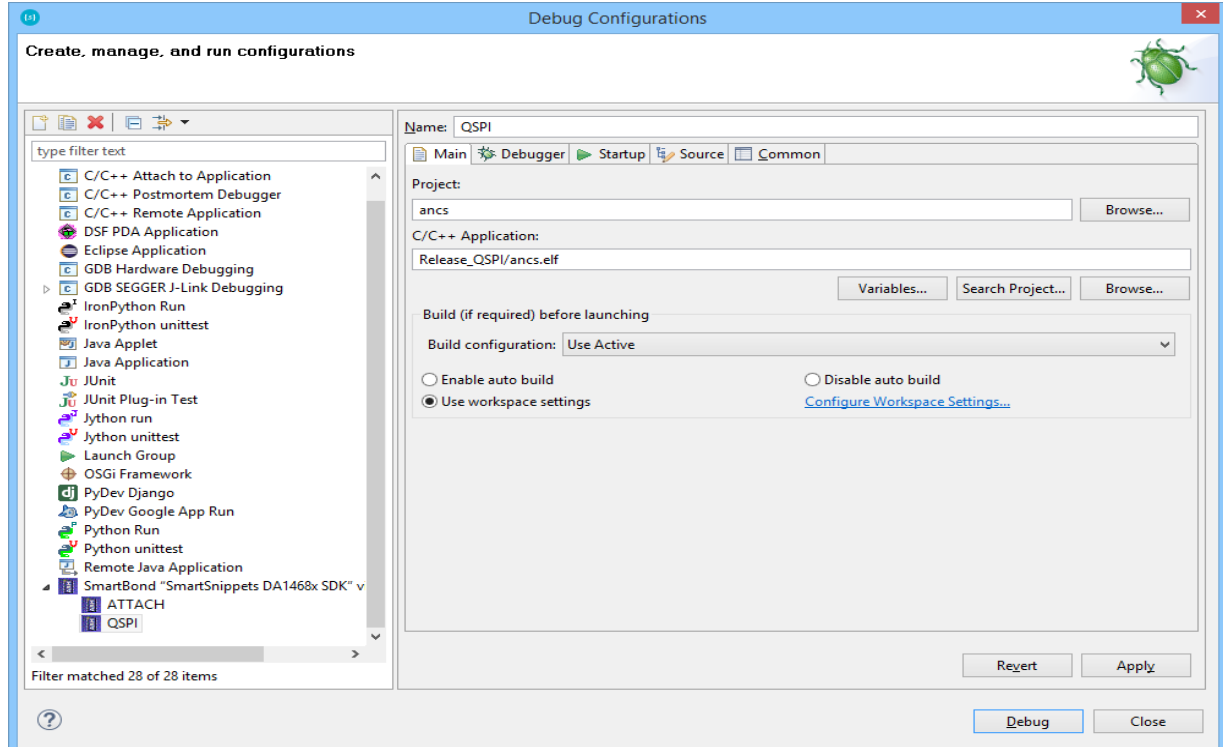 Debug Configurations
Create, manage, and run configurations
type filter text
C/C++ Attach to Application
C/C++ Postmortem Debugger
C/C++ Remote Application
DSF PDA Application
Eclipse Application
GDB Hardware Debugging
GDB SEGGER J-Link Debugging
IronPython Run
IronPython unittest
Java Applet
Java Application
JUnit
JUnit Plug-in Test
Jython run
Jython unittest
Launch Group
OSGi Framework
PyDev Django
PyDev Google App Run
Python Run
Python unittest
Remote Java Application
SmartBond "SmartSnippets DA1468x SDK" v
ATTACH
QSPI
Filter matched 28 of 28 items
Name: QSPI
Main Debugger Startup Source Common
Project:
ancs Browse...
C/C++ Application:
Release_QSPI/ancs.elf
Variables... Search Project... Browse...
Build (if required) before launching
Build configuration: Use Active
Enable auto build Disable auto build
Use workspace settings Configure Workspace Settings...
Revert Apply
Debug Close